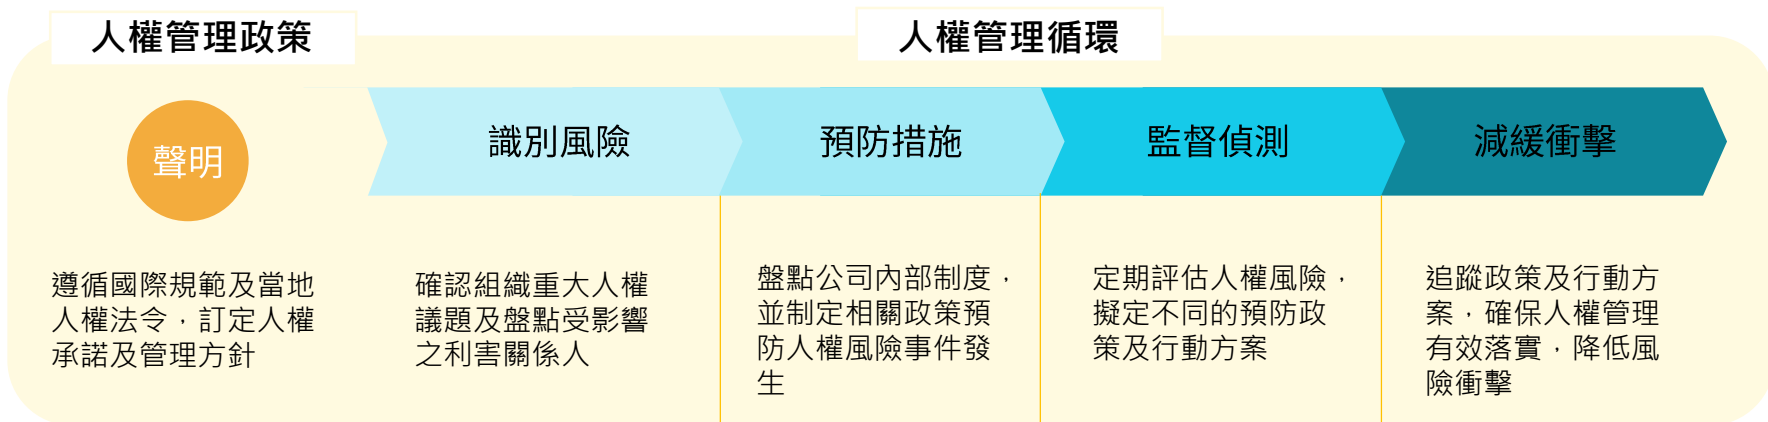 人權管理政策
人權管理循環
聲明
識別風險
預防措施
監督偵測
減緩衝擊
遵循國際規範及當地
人權法令，訂定人權
承諾及管理方針
確認組織重大人權
議題及盤點受影響
之利害關係人
盤點公司內部制度，
並制定相關政策預
防人權風險事件發
生
定期評估人權風險，
擬定不同的預防政
策及行動方案
追蹤政策及行動方
案，確保人權管理
有效落實，降低風
險衝擊